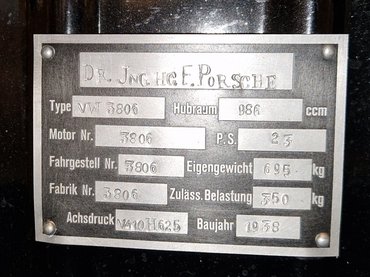 DR. JNG. HC. F. PORSCHE
Type VW 3806 Hubraum 986 ccm
Motor Nr. 3806 P.S. 23
Fahrgestell Nr. 3806 Eigengewicht 695 kg
Fabrik Nr. 3806 Zuläss. Belastung 350 kg
Achsdruck V410H625 Baujahr 1938